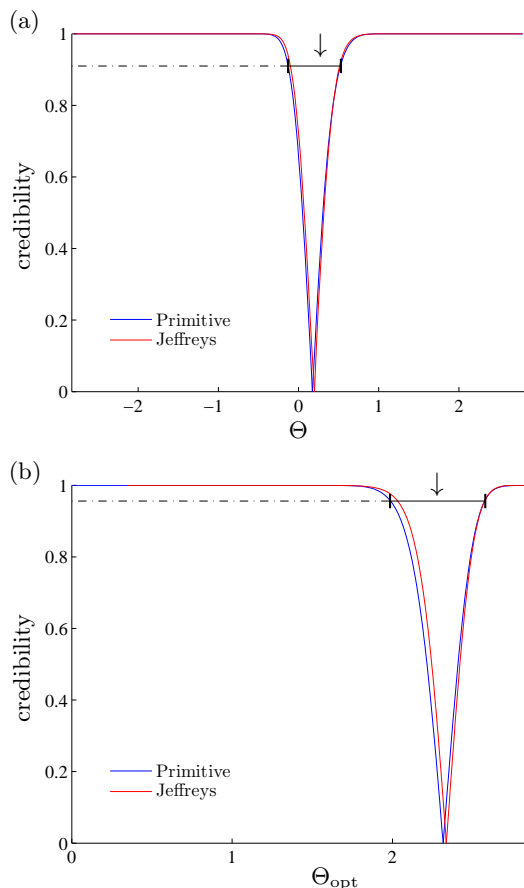 (a)
1
0.8
0.6
0.4
0.2
0
credibility
Primitive
Jeffreys
−2
−1
0
1
2
Θ
(b)
1
0.8
0.6
0.4
0.2
0
credibility
Primitive
Jeffreys
0
1
2
Θopt